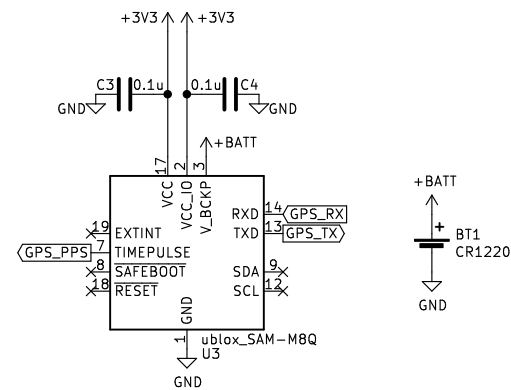 +3V3
+3V3
C3
0.1u
0.1u
C4
GND
GND
+BATT
17
2
3
VCC
VCC_IO
V_BCKP
RXD
14
GPS_RX
TXD
13
GPS_TX
19
EXTINT
GPS_PPS
7
TIMEPULSE
8
SAFEBOOT
SDA
9
18
RESET
SCL
12
GND
1
ublox_SAM-M8Q
U3
GND
+BATT
+
BT1
CR1220
GND